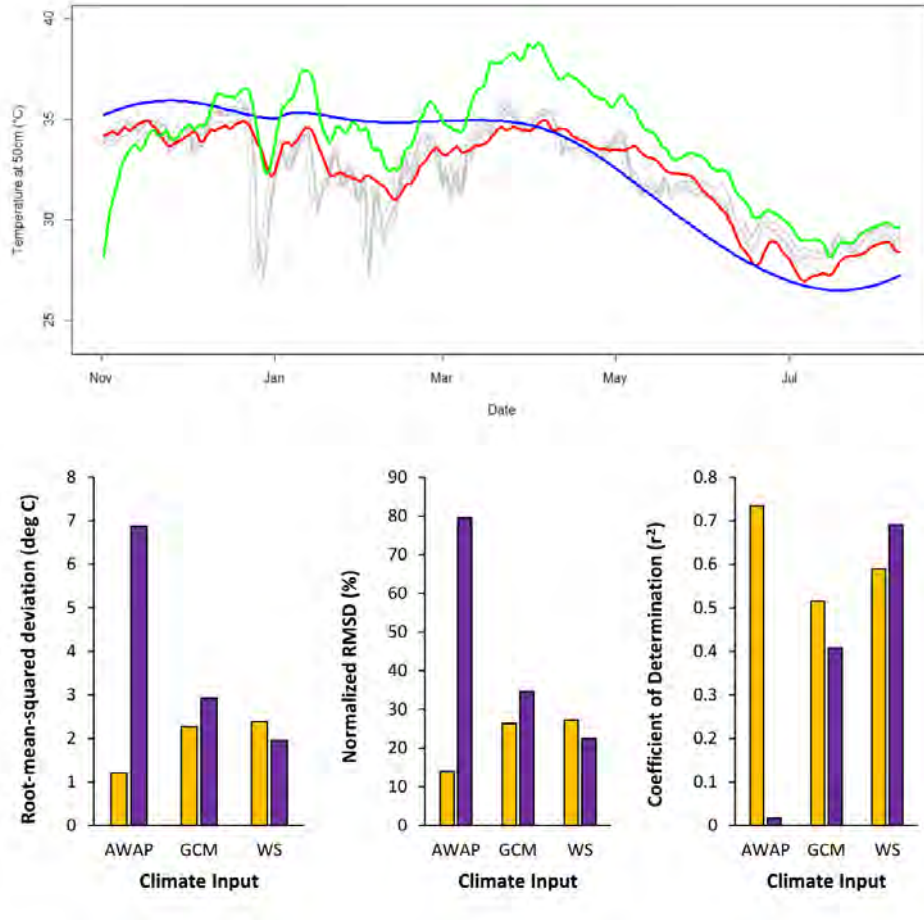 40
35
30
25
Temperature at 50cm (°C)
Nov Jan Mar May Jul
Date
8
7
6
5
4
3
2
1
0
Root-mean-squared deviation (deg C)
AWAP GCM WS
Climate Input
90
80
70
60
50
40
30
20
10
0
Normalized RMSD (%)
AWAP GCM WS
Climate Input
0.8
0.7
0.6
0.5
0.4
0.3
0.2
0.1
0
Coefficient of Determination (r²)
AWAP GCM WS
Climate Input